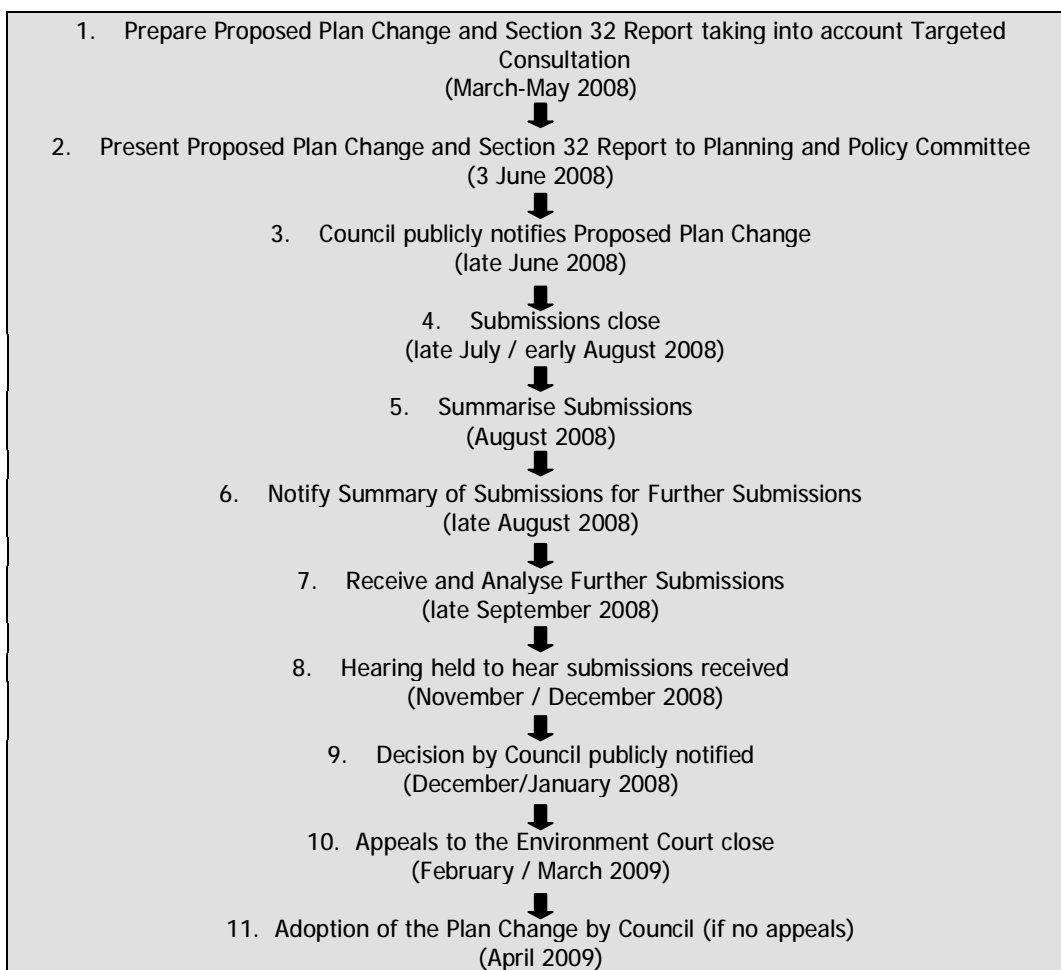 1. Prepare Proposed Plan Change and Section 32 Report taking into account Targeted
Consultation
(March-May 2008)
2. Present Proposed Plan Change and Section 32 Report to Planning and Policy Committee
(3 June 2008)
3. Council publicly notifies Proposed Plan Change
(late June 2008)
4. Submissions close
(late July / early August 2008)
5. Summarise Submissions
(August 2008)
6. Notify Summary of Submissions for Further Submissions
(late August 2008)
7. Receive and Analyse Further Submissions
(late September 2008)
8. Hearing held to hear submissions received
(November / December 2008)
9. Decision by Council publicly notified
(December/January 2008)
10. Appeals to the Environment Court close
(February / March 2009)
11. Adoption of the Plan Change by Council (if no appeals)
(April 2009)